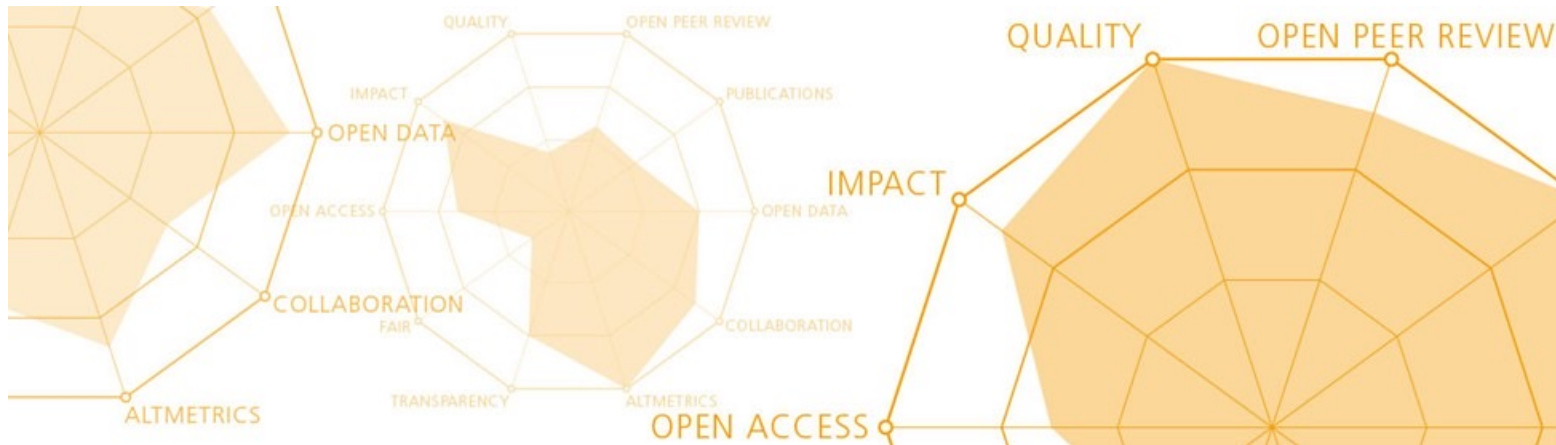 OPEN DATA
COLLABORATION
ALTMETRICS
QUALITY
OPEN PEER REVIEW
IMPACT
PUBLICATIONS
OPEN ACCESS
OPEN DATA
FAIR
COLLABORATION
TRANSPARENCY
ALTMETRICS
QUALITY
OPEN PEER REVIEW
IMPACT
OPEN ACCESS